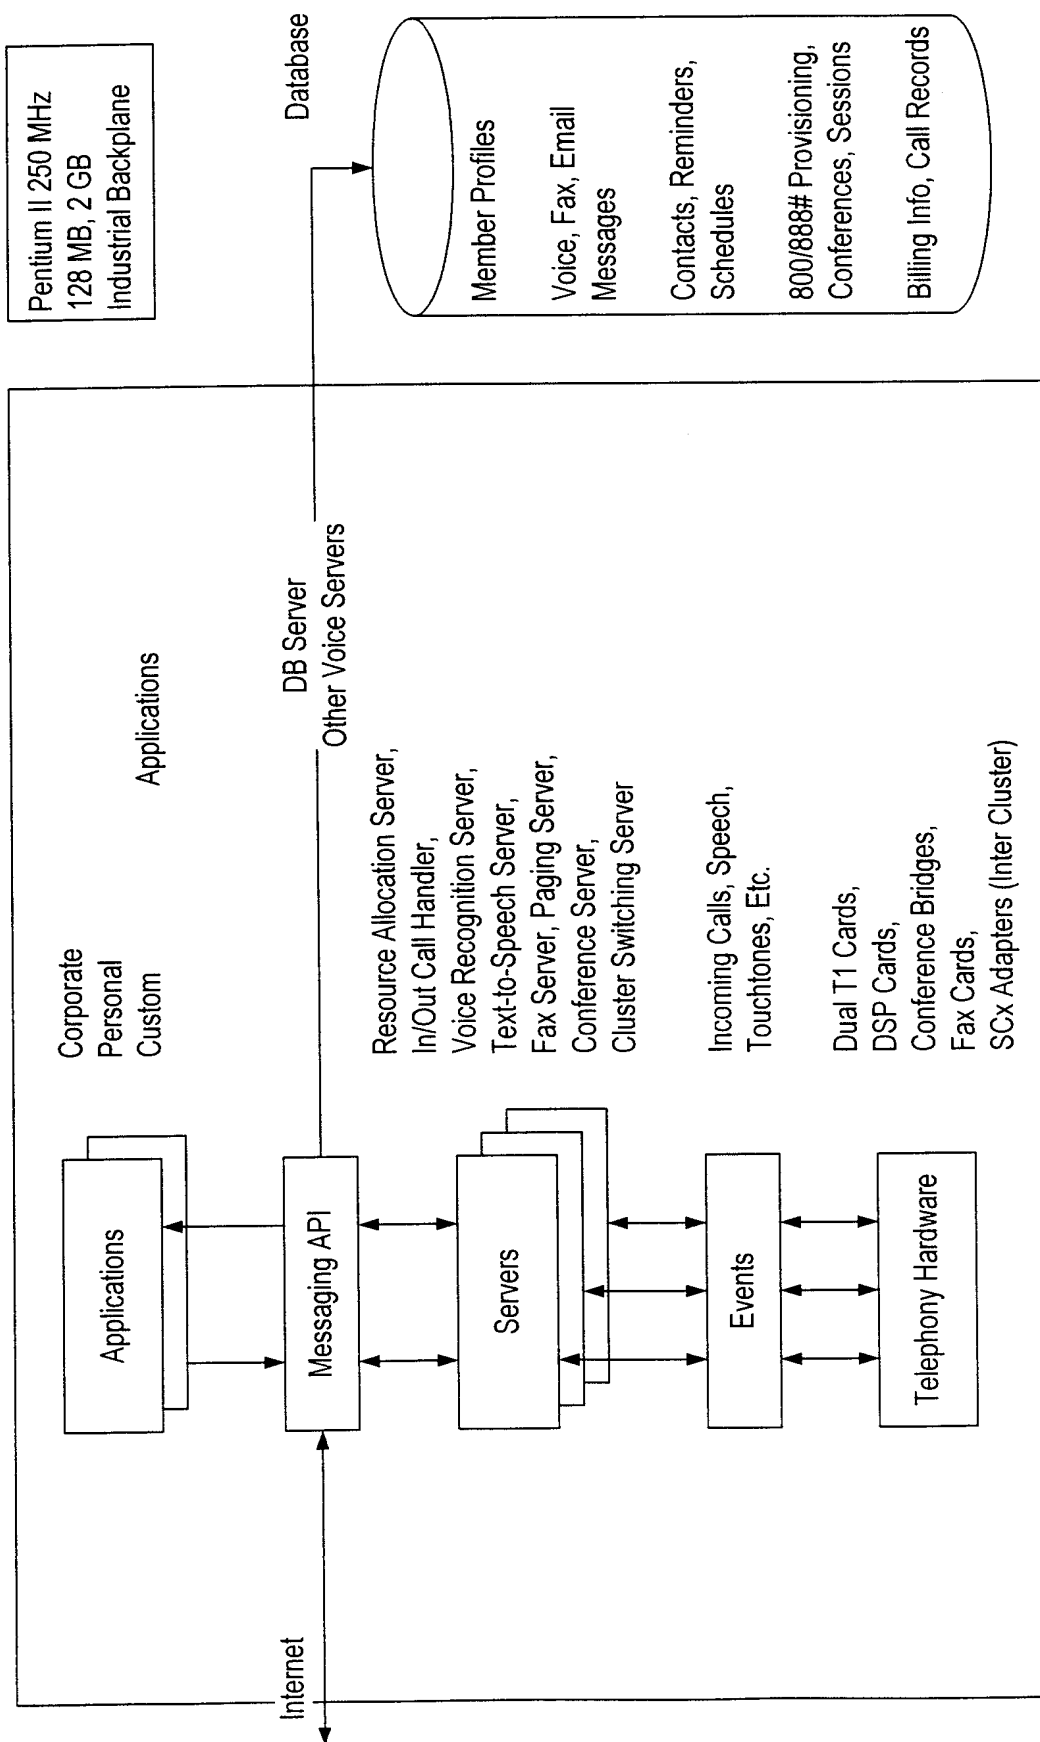 Pentium II 250 MHz
128 MB, 2 GB
Industrial Backplane
Corporate
Personal
Custom
Applications
Applications
Internet
Messaging API
DB Server
Other Voice Servers
Database
Servers
Resource Allocation Server,
In/Out Call Handler,
Voice Recognition Server,
Text-to-Speech Server,
Fax Server, Paging Server,
Conference Server,
Cluster Switching Server
Events
Incoming Calls, Speech,
Touchtones, Etc.
Telephony Hardware
Dual T1 Cards,
DSP Cards,
Conference Bridges,
Fax Cards,
SCx Adapters (Inter Cluster)
Member Profiles
Voice, Fax, Email
Messages
Contacts, Reminders,
Schedules
800/888# Provisioning,
Conferences, Sessions
Billing Info, Call Records